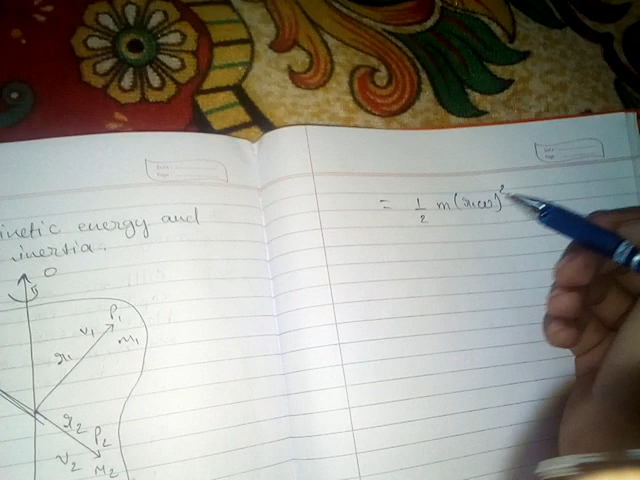 inetic energy and
inertia.
O
P₁
V₁
M₁
r₁
r₂
P₂
V₂
M₂
= 1/2 m(r₁ω)²